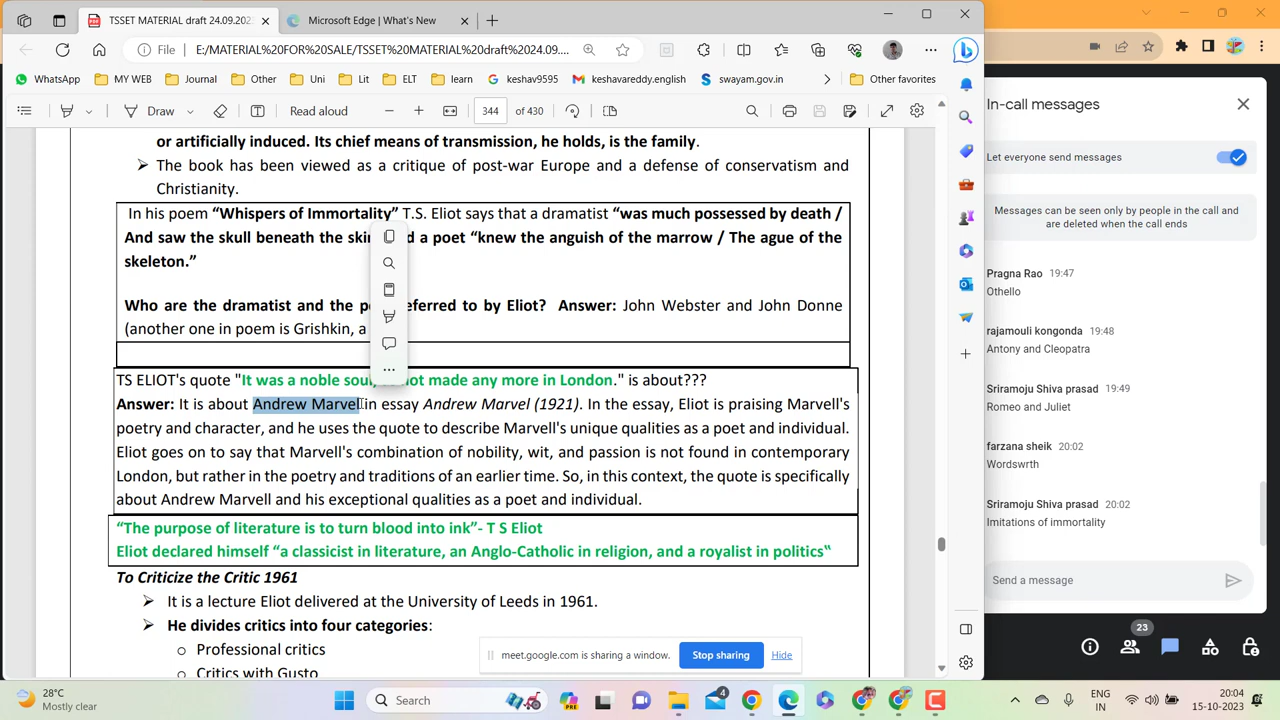 TSSET MATERIAL draft 24.09.202
Microsoft Edge | What's New
File
E:/MATERIAL%20FOR%20SALE/TSSET%20MATERIAL%20draft%2024.09....
WhatsApp
MY WEB
Journal
Other
Uni
Lit
ELT
learn
keshav9595
keshavareddy.english
swayam.gov.in
Other favorites
Draw
Read aloud
344
of 430
or artificially induced. Its chief means of transmission, he holds, is the family.
The book has been viewed as a critique of post-war Europe and a defense of conservatism and
Christianity.
In his poem “Whispers of Immortality” T.S. Eliot says that a dramatist “was much possessed by death /
And saw the skull beneath the skin d a poet “knew the anguish of the marrow / The ague of the
skeleton.”
Who are the dramatist and the po eferred to by Eliot? Answer: John Webster and John Donne
(another one in poem is Grishkin, a
TS ELIOT's quote "It was a noble soul, not made any more in London." is about???
Answer: It is about Andrew Marvel in essay Andrew Marvel (1921). In the essay, Eliot is praising Marvell's
poetry and character, and he uses the quote to describe Marvell's unique qualities as a poet and individual.
Eliot goes on to say that Marvell's combination of nobility, wit, and passion is not found in contemporary
London, but rather in the poetry and traditions of an earlier time. So, in this context, the quote is specifically
about Andrew Marvell and his exceptional qualities as a poet and individual.
“The purpose of literature is to turn blood into ink”- T S Eliot
Eliot declared himself “a classicist in literature, an Anglo-Catholic in religion, and a royalist in politics‟
To Criticize the Critic 1961
It is a lecture Eliot delivered at the University of Leeds in 1961.
He divides critics into four categories:
Professional critics
Critics with Gusto
meet.google.com is sharing a window.
Stop sharing
Hide
In-call messages
Let everyone send messages
Messages can be seen only by people in the call and
are deleted when the call ends
Pragna Rao 19:47
Othello
rajamouli kongonda 19:48
Antony and Cleopatra
Sriramoju Shiva prasad 19:49
Romeo and Juliet
farzana sheik 20:02
Wordswrth
Sriramoju Shiva prasad 20:02
Imitations of immortality
Send a message
23
28°C
Mostly clear
Search
PRE
4
ENG
IN
20:04
15-10-2023